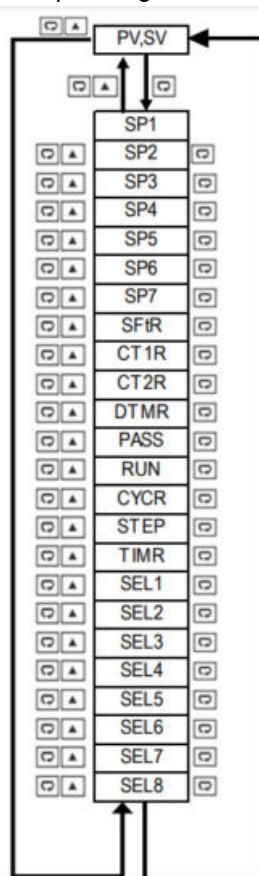 PV,SV
SP1
SP2
SP3
SP4
SP5
SP6
SP7
SFtR
CT1R
CT2R
DTMR
PASS
RUN
CYCR
STEP
TIMR
SEL1
SEL2
SEL3
SEL4
SEL5
SEL6
SEL7
SEL8